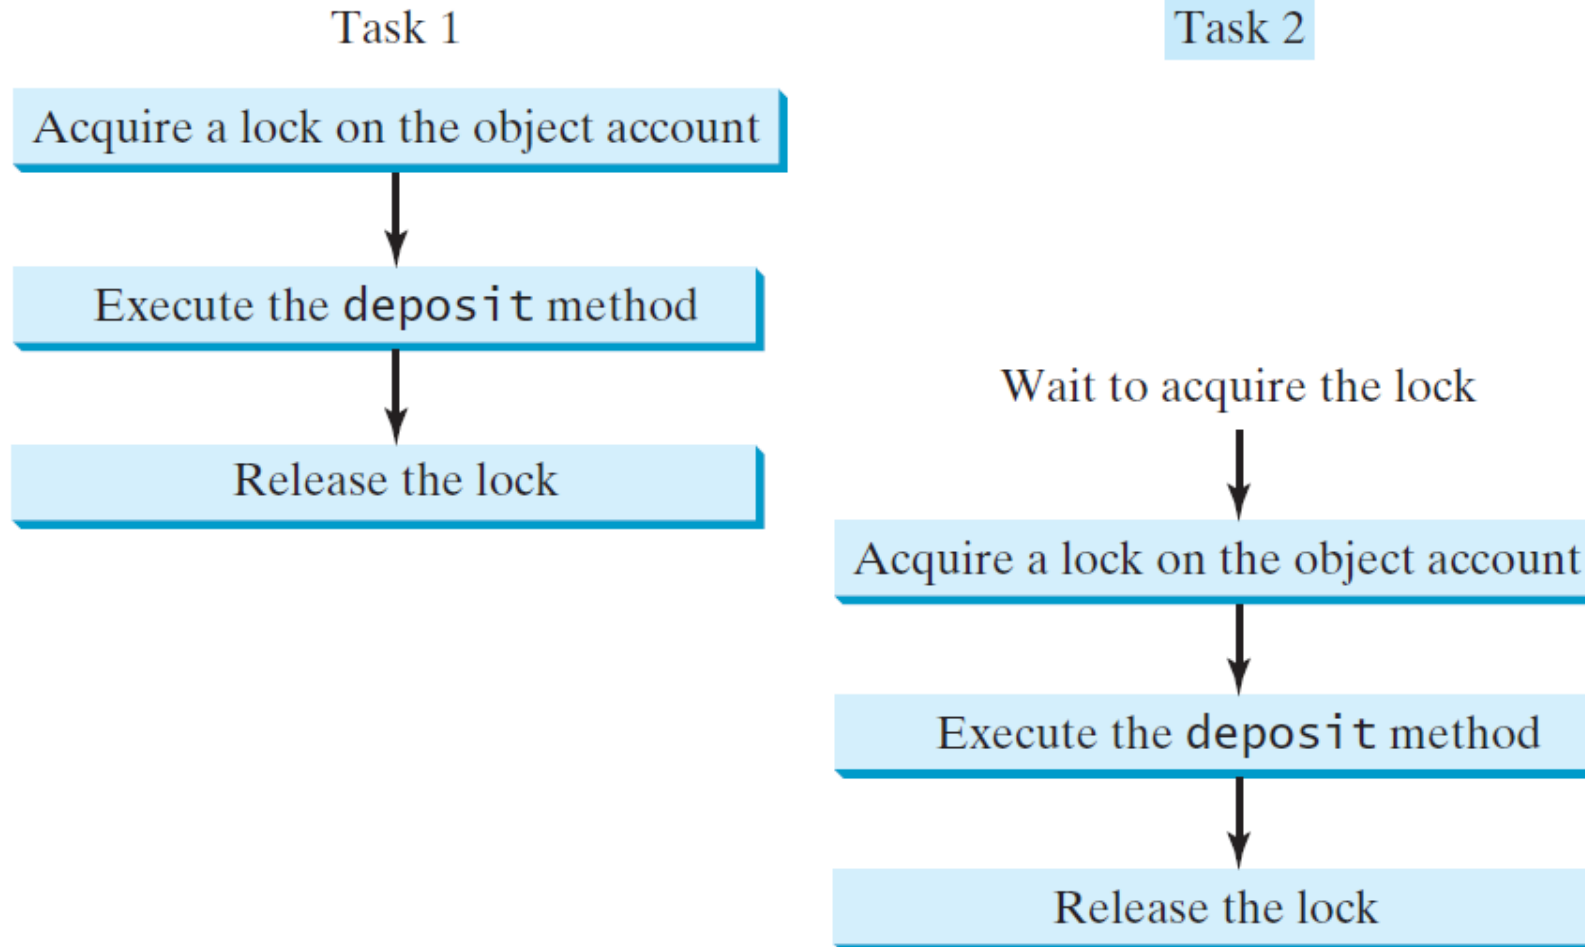 Task 1
Acquire a lock on the object account
Execute the deposit method
Release the lock
Task 2
Wait to acquire the lock
Acquire a lock on the object account
Execute the deposit method
Release the lock